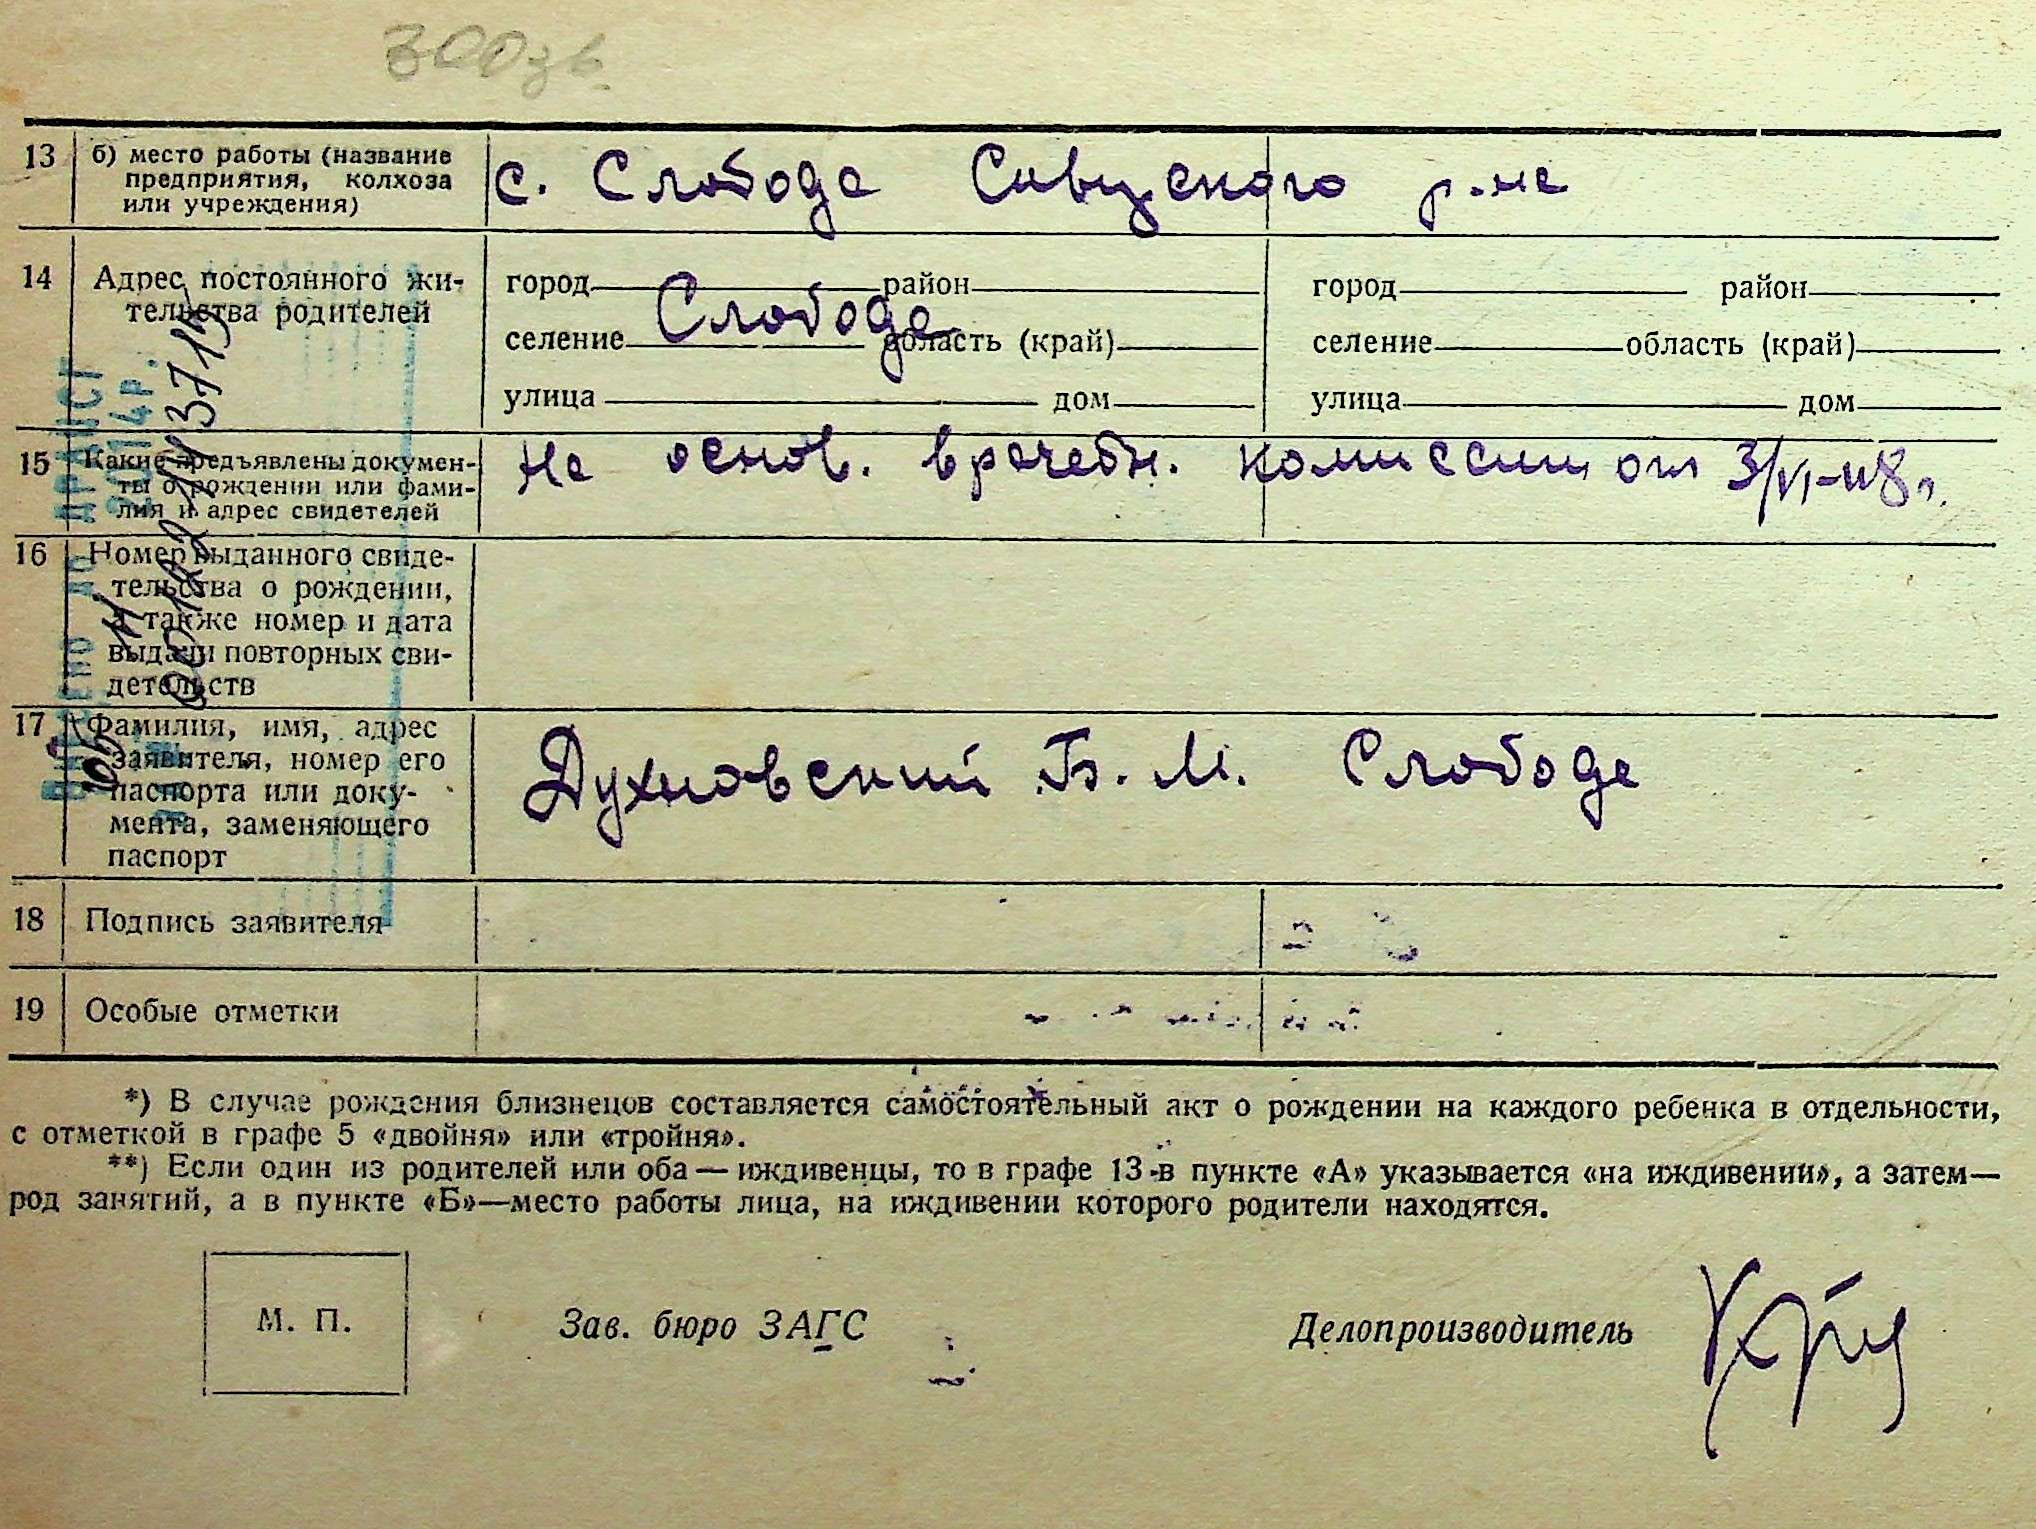 13 б) место работы (название
предприятия, колхоза
или учреждения)
с. Слобода р-на
14 Адрес постоянного жи-
тельства родителей
город район город район
Слобода
селение область (край) селение область (край)
улица дом улица дом
15 Какие предъявлены докумен-
ты о рождении или фами-
лия и адрес свидетелей
На основ. врачебн. комиссии от 3/VI-48 г.
16 Номер выданного свиде-
тельства о рождении,
а также номер и дата
выдачи повторных сви-
детельств
17 Фамилия, имя, адрес
заявителя, номер его
паспорта или доку-
мента, заменяющего
паспорт
Духновский Б. М. Слобода
18 Подпись заявителя
19 Особые отметки
*) В случае рождения близнецов составляется самостоятельный акт о рождении на каждого ребенка в отдельности,
с отметкой в графе 5 «двойня» или «тройня».
**) Если один из родителей или оба — иждивенцы, то в графе 13-в пункте «А» указывается «на иждивении», а затем—
род занятий, а в пункте «Б»—место работы лица, на иждивении которого родители находятся.
М. П.
Зав. бюро ЗАГС Делопроизводитель